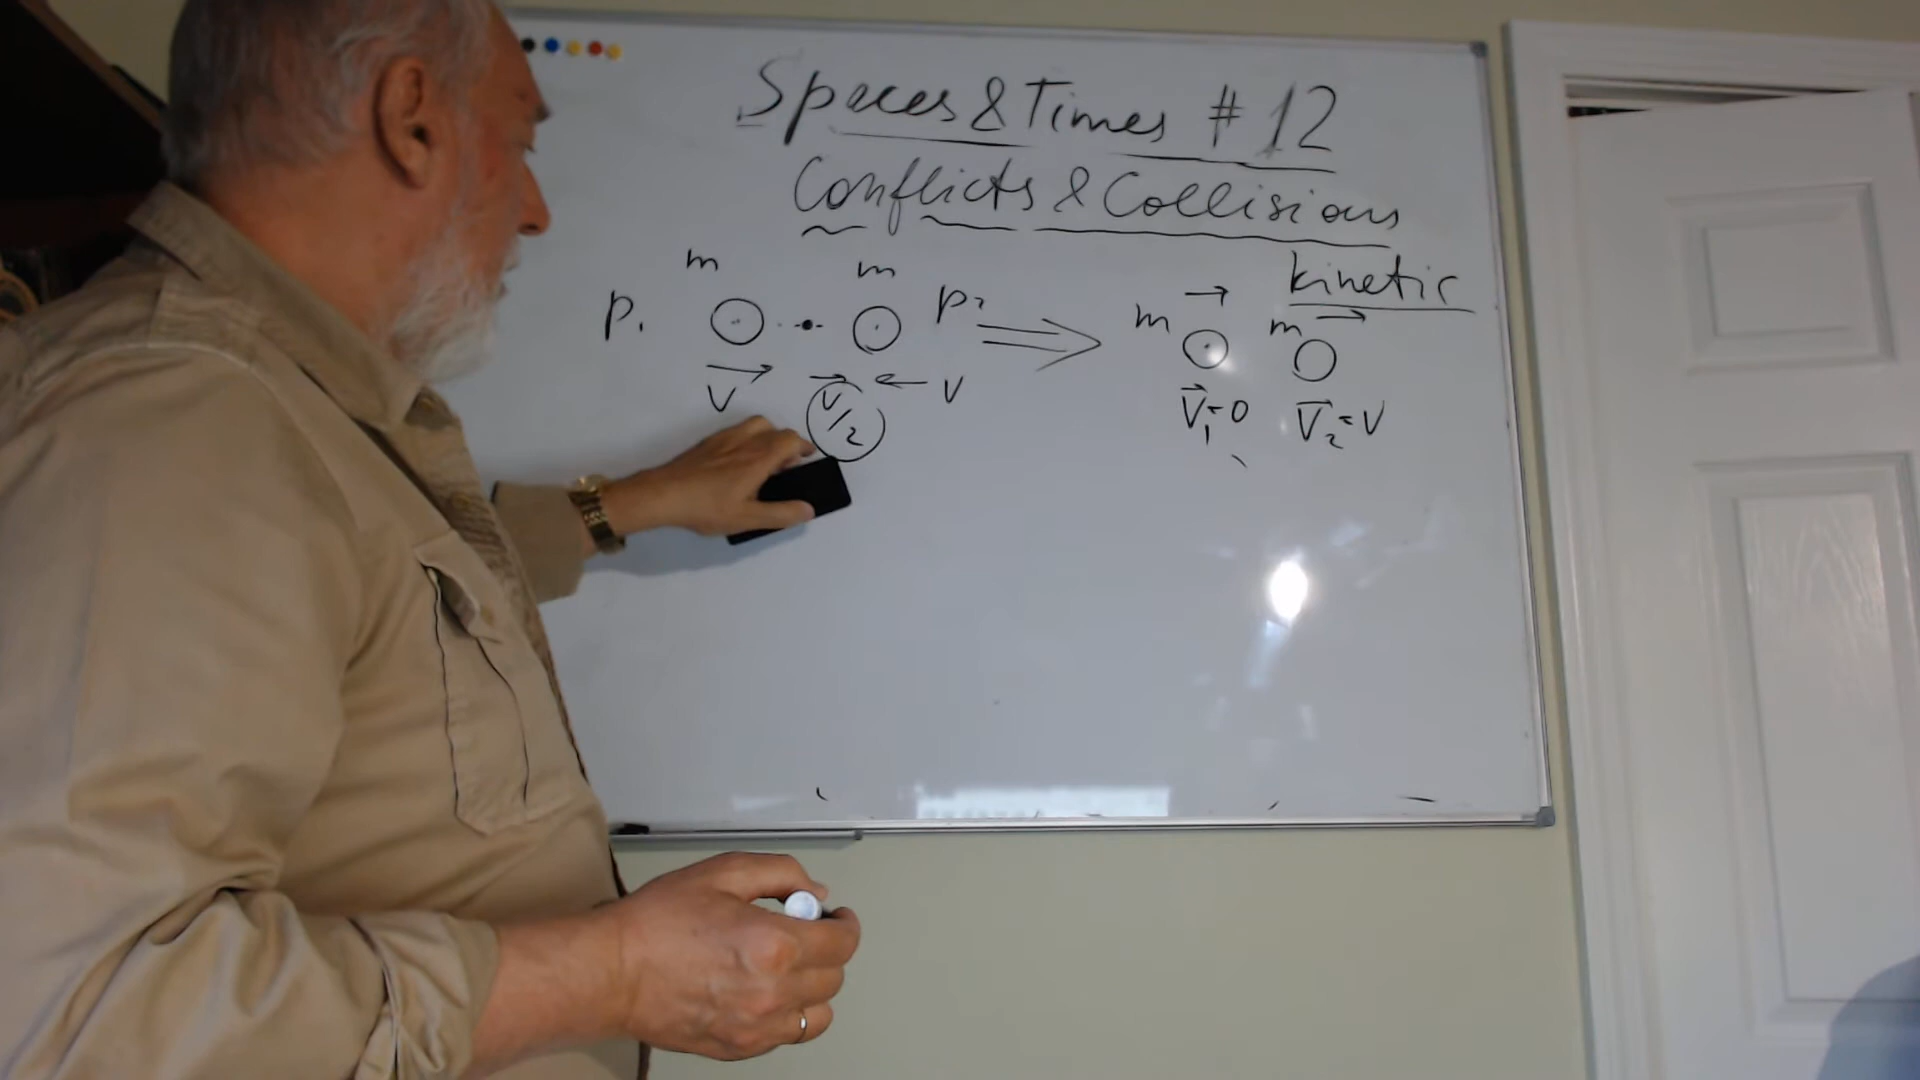 Spaces & Times #12
Conflicts & Collisions
kinetic
m m
P1 P2
m m
V V/2 V
V1=0 V2=V